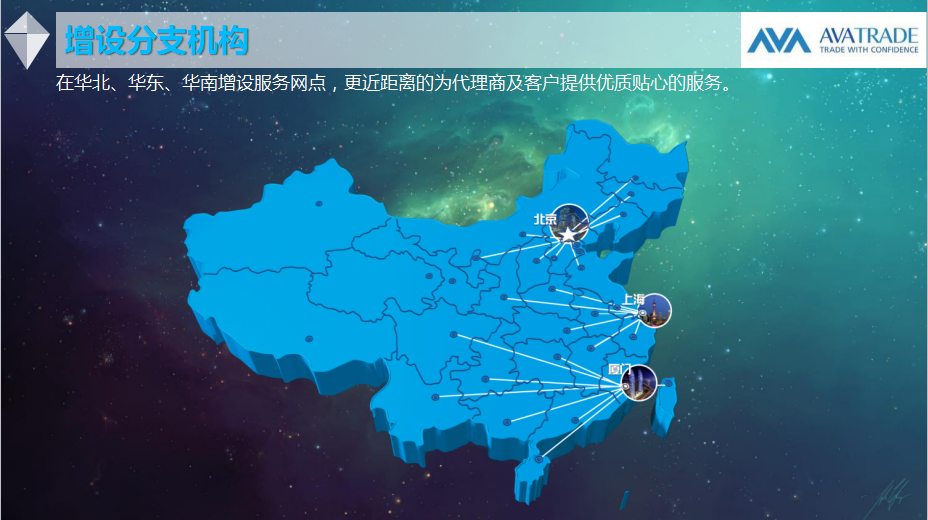 增设分支机构
AVA AVATRADE
TRADE WITH CONFIDENCE
在华北、华东、华南增设服务网点，更近距离的为代理商及客户提供优质贴心的服务。
北京
上海
厦门